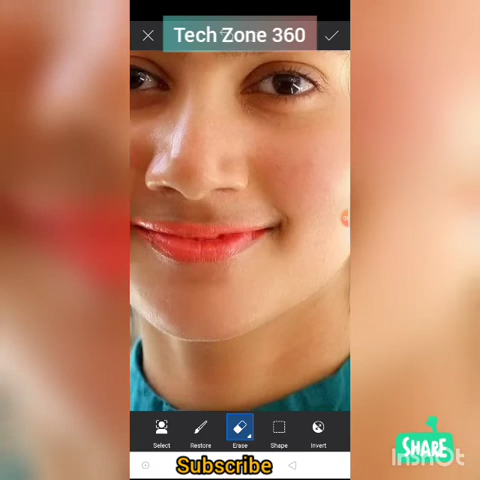 Tech Zone 360
Select Restore Erase Shape Invert
SHARE
InShOt
Subscribe